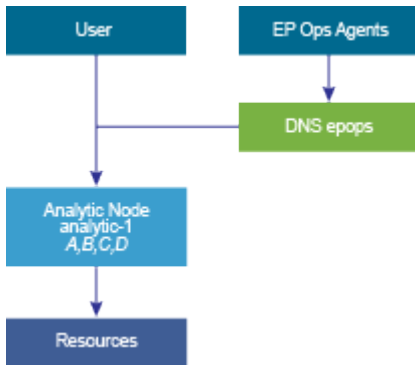 User
EP Ops Agents
DNS epops
Analytic Node
analytic-1
A,B,C,D
Resources